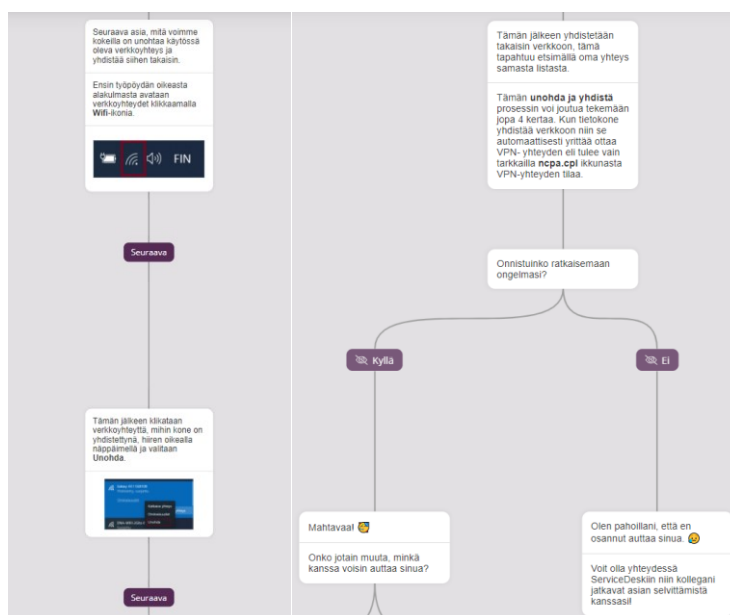 Seuraava asia, mitä voimme
kokeilla on unohtaa käytössä
oleva verkkoyhteys ja
yhdistää siihen takaisin.
Ensin työpöydän oikeasta
alakulmasta avataan
verkkoyhteydet klikkaamalla
Wifi-ikonia.
FIN
Seuraava
Tämän jälkeen klikataan
verkkoyhteyttä, mihin kone on
yhdistettynä, hiiren oikealla
näppäimellä ja valitaan
Unohda.
Seuraava
Tämän jälkeen yhdistetään
takaisin verkkoon, tämä
tapahtuu etsimällä oma yhteys
samasta listasta.
Tämän unohda ja yhdistä
prosessin voi joutua tekemään
jopa 4 kertaa. Kun tietokone
yhdistää verkkoon niin se
automaattisesti yrittää ottaa
VPN- yhteyden eli tulee vain
tarkkailla ncpa.cpl ikkunasta
VPN-yhteyden tilaa.
Onnistuinko ratkaisemaan
ongelmasi?
Kyllä
Ei
Mahtavaa!
Onko jotain muuta, minkä
kanssa voisin auttaa sinua?
Olen pahoillani, että en
osannut auttaa sinua.
Voit olla yhteydessä
ServiceDeskiin niin kollegani
jatkavat asian selvittämistä
kanssasi!